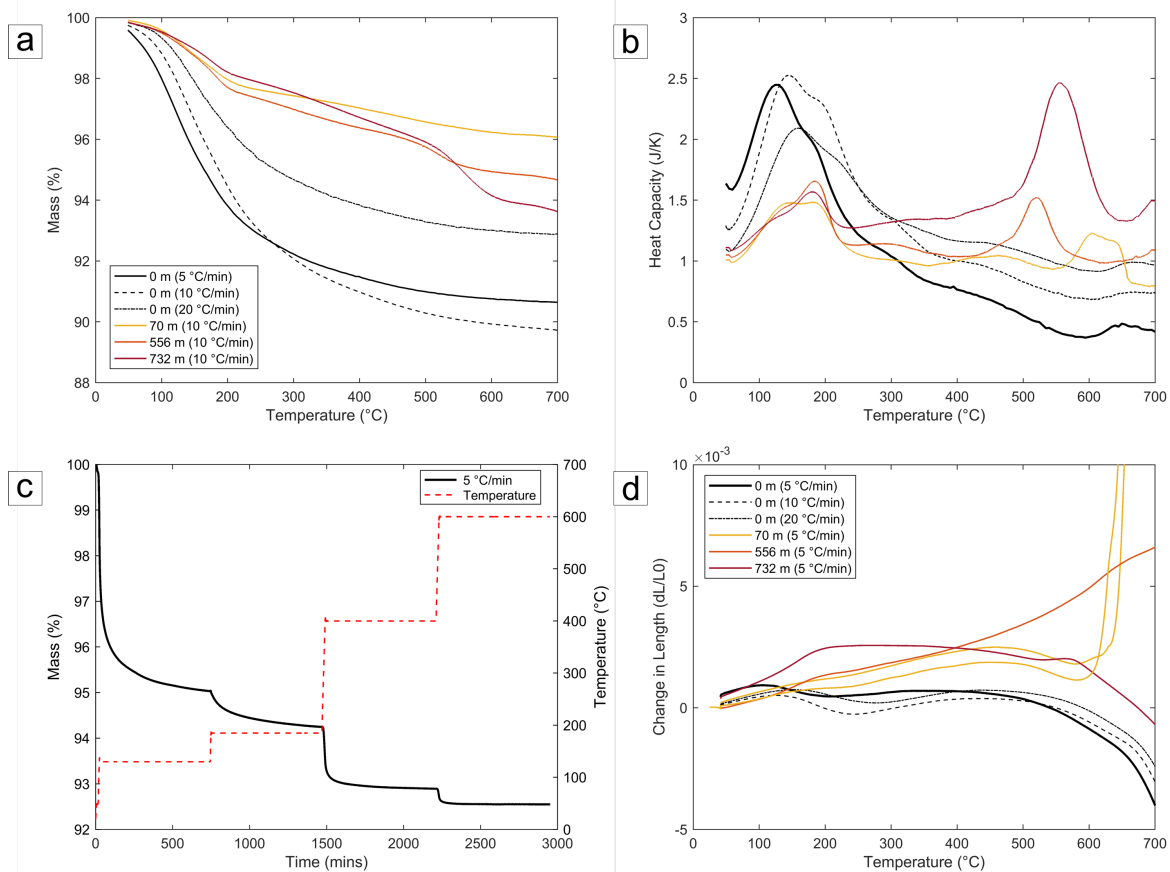 a
100
98
96
94
92
90
88
Mass (%)
0 m (5 °C/min)
0 m (10 °C/min)
0 m (20 °C/min)
70 m (10 °C/min)
556 m (10 °C/min)
732 m (10 °C/min)
0 100 200 300 400 500 600 700
Temperature (°C)
b
3
2.5
2
1.5
1
0.5
0
Heat Capacity (J/K)
0 100 200 300 400 500 600 700
Temperature (°C)
c
100
99
98
97
96
95
94
93
92
Mass (%)
5 °C/min
Temperature
700
600
500
400
300
200
100
0
Temperature (°C)
0 500 1000 1500 2000 2500 3000
Time (mins)
d
×10⁻³
10
5
0
-5
Change in Length (dL/L0)
0 m (5 °C/min)
0 m (10 °C/min)
0 m (20 °C/min)
70 m (5 °C/min)
556 m (5 °C/min)
732 m (5 °C/min)
0 100 200 300 400 500 600 700
Temperature (°C)